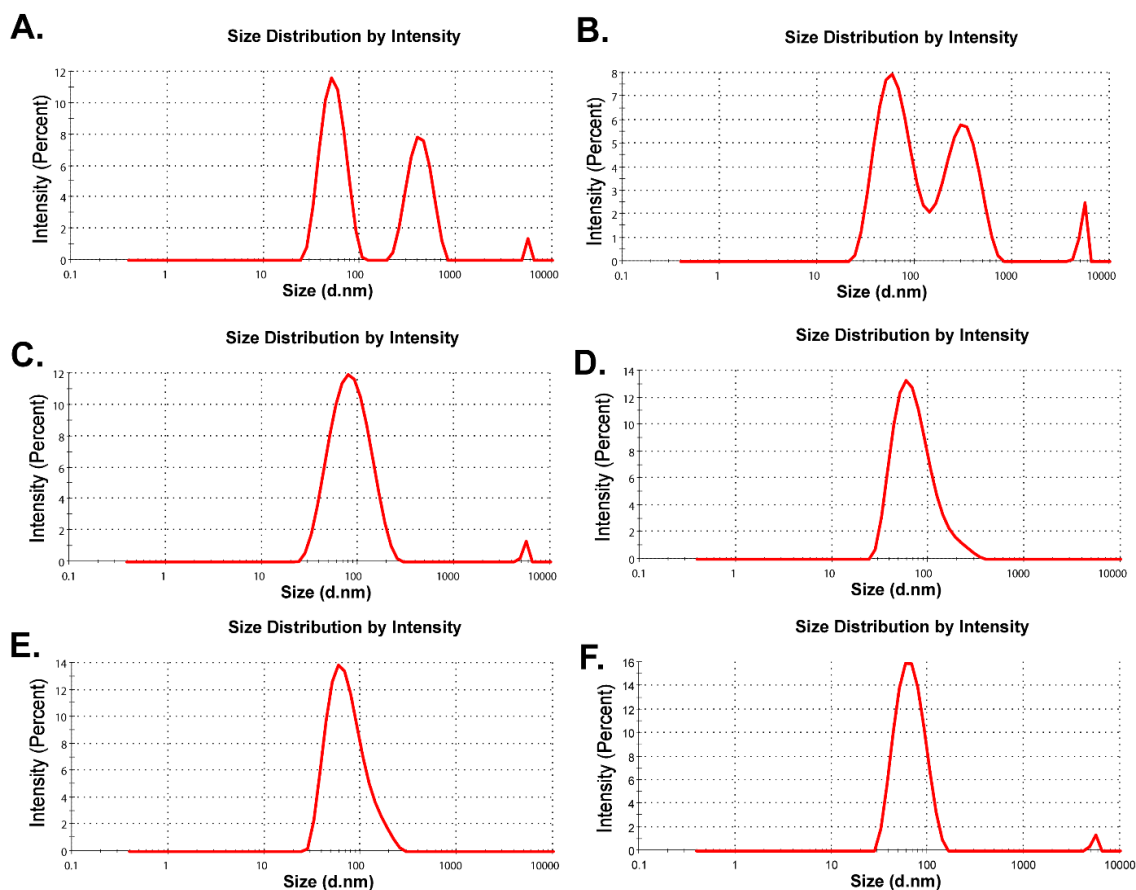 A.
Size Distribution by Intensity
Intensity (Percent)
12
10
8
6
4
2
0
0.1 1 10 100 1000 10000
Size (d.nm)
B.
Size Distribution by Intensity
Intensity (Percent)
8
7
6
5
4
3
2
1
0
0.1 1 10 100 1000 10000
Size (d.nm)
C.
Size Distribution by Intensity
Intensity (Percent)
12
10
8
6
4
2
0
0.1 1 10 100 1000 10000
Size (d.nm)
D.
Size Distribution by Intensity
Intensity (Percent)
14
12
10
8
6
4
2
0
0.1 1 10 100 1000 10000
Size (d.nm)
E.
Size Distribution by Intensity
Intensity (Percent)
14
12
10
8
6
4
2
0
0.1 1 10 100 1000 10000
Size (d.nm)
F.
Size Distribution by Intensity
Intensity (Percent)
16
14
12
10
8
6
4
2
0
0.1 1 10 100 1000 10000
Size (d.nm)